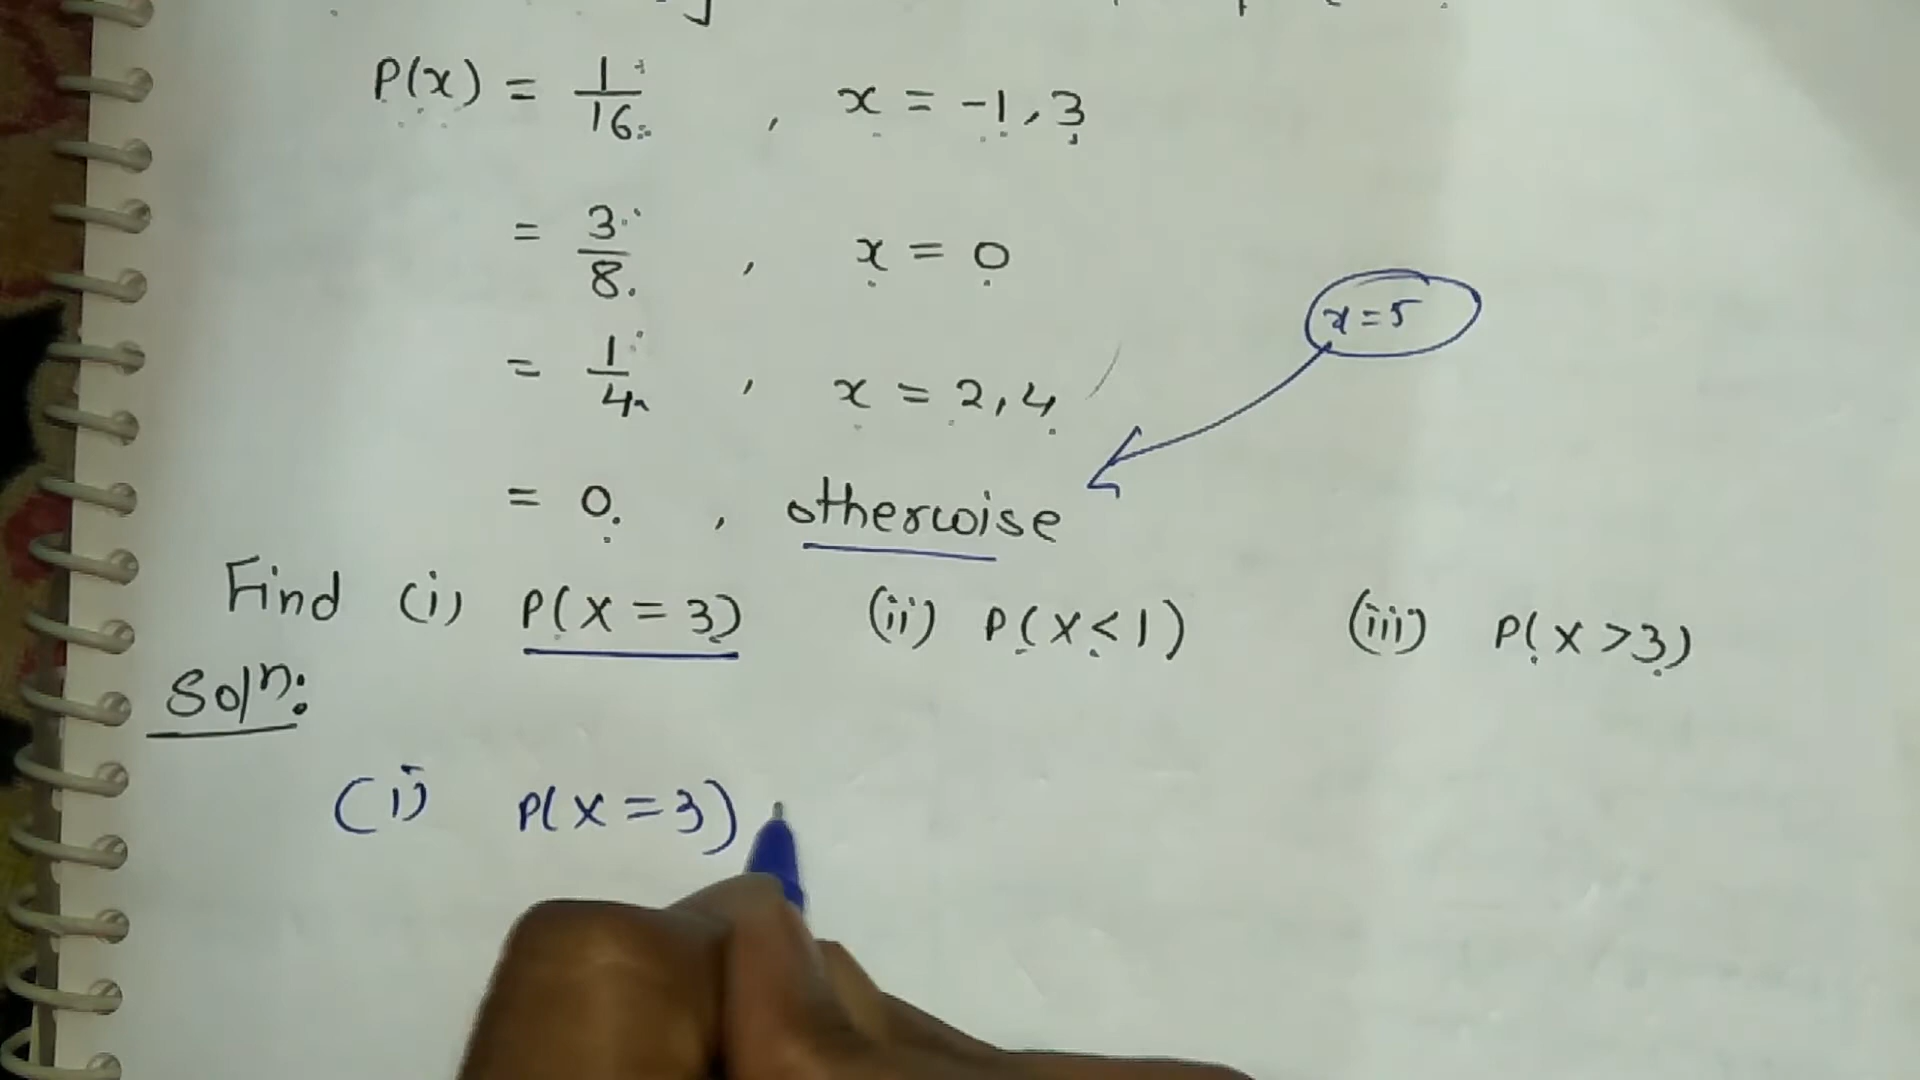 P(x) = 1/16 , x = -1, 3
= 3/8 , x = 0
x = 5
= 1/4 , x = 2, 4
= 0 , otherwise
Find (i) P(X = 3) (ii) P(X < 1) (iii) P(X > 3)
Soln:
(i) P(X = 3)